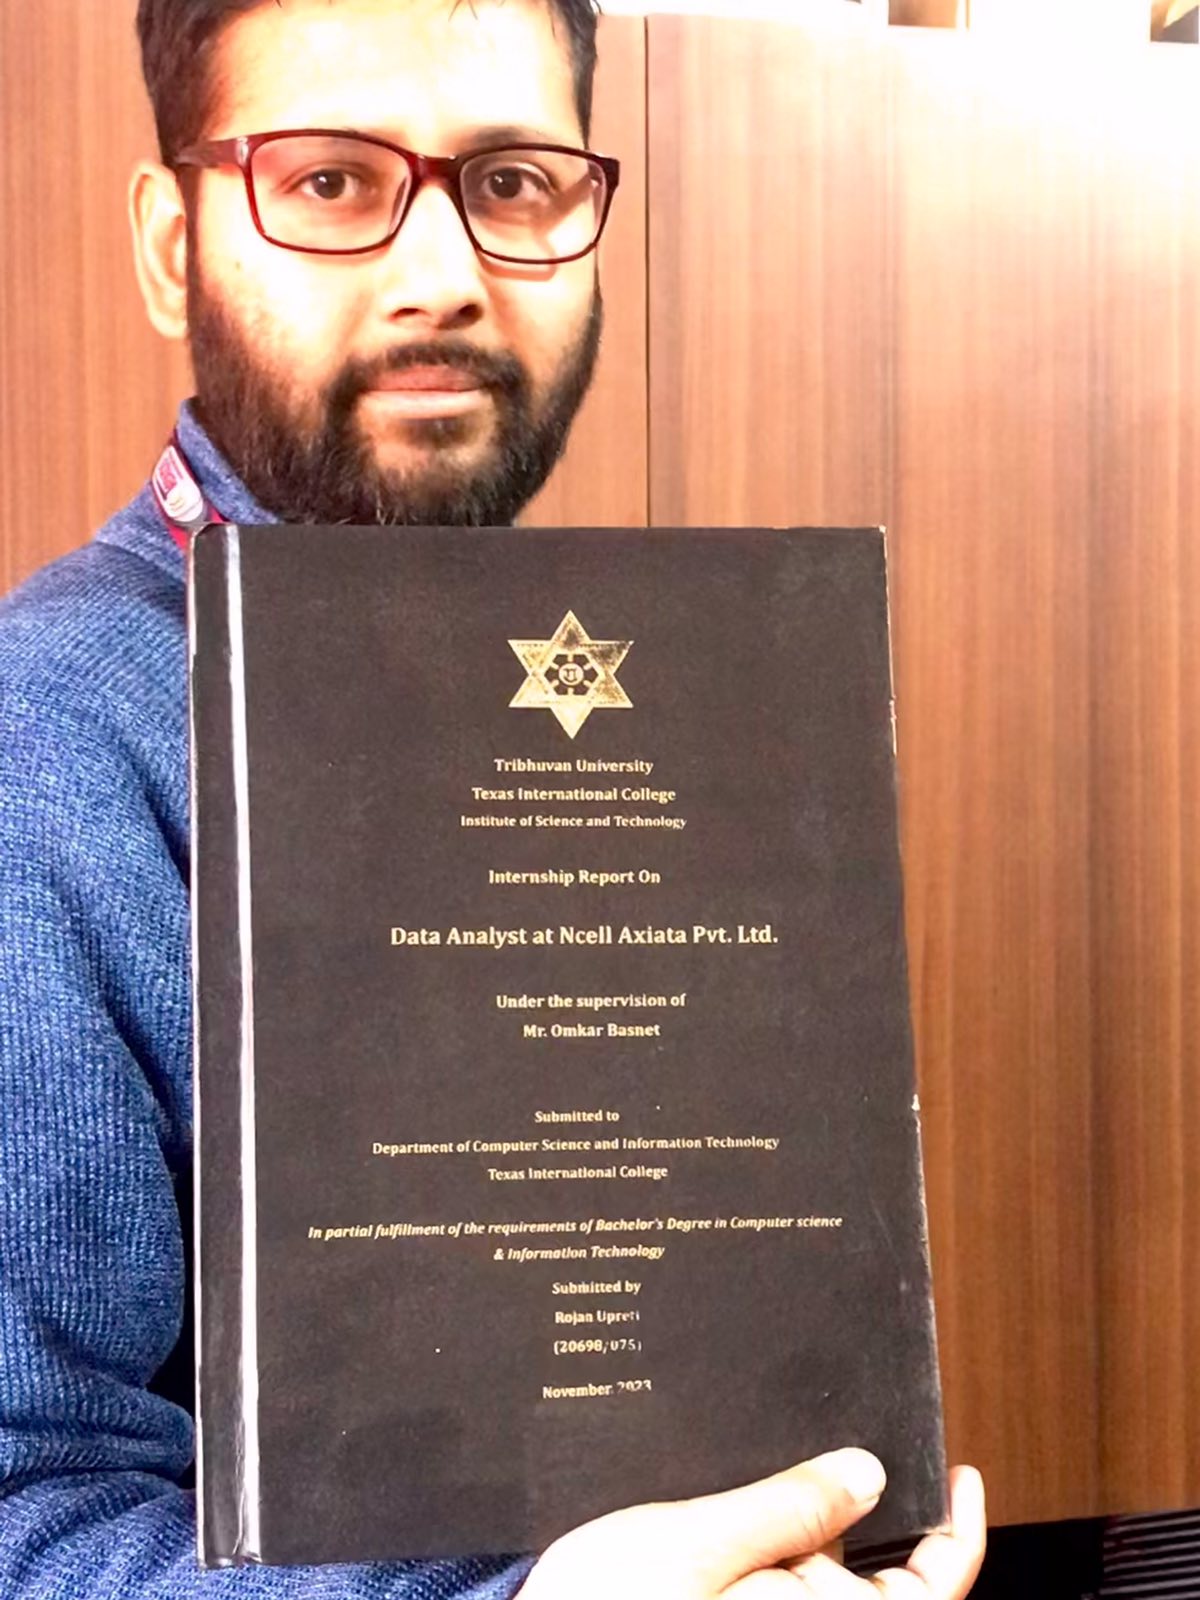 Tribhuvan University
Texas International College
Institute of Science and Technology
Internship Report On
Data Analyst at Ncell Axiata Pvt. Ltd.
Under the supervision of
Mr. Omkar Basnet
Submitted to
Department of Computer Science and Information Technology
Texas International College
In partial fulfillment of the requirements of Bachelor's Degree in Computer science
& Information Technology
Submitted by
Rojan Upreti
(20698/075)
November, 2023